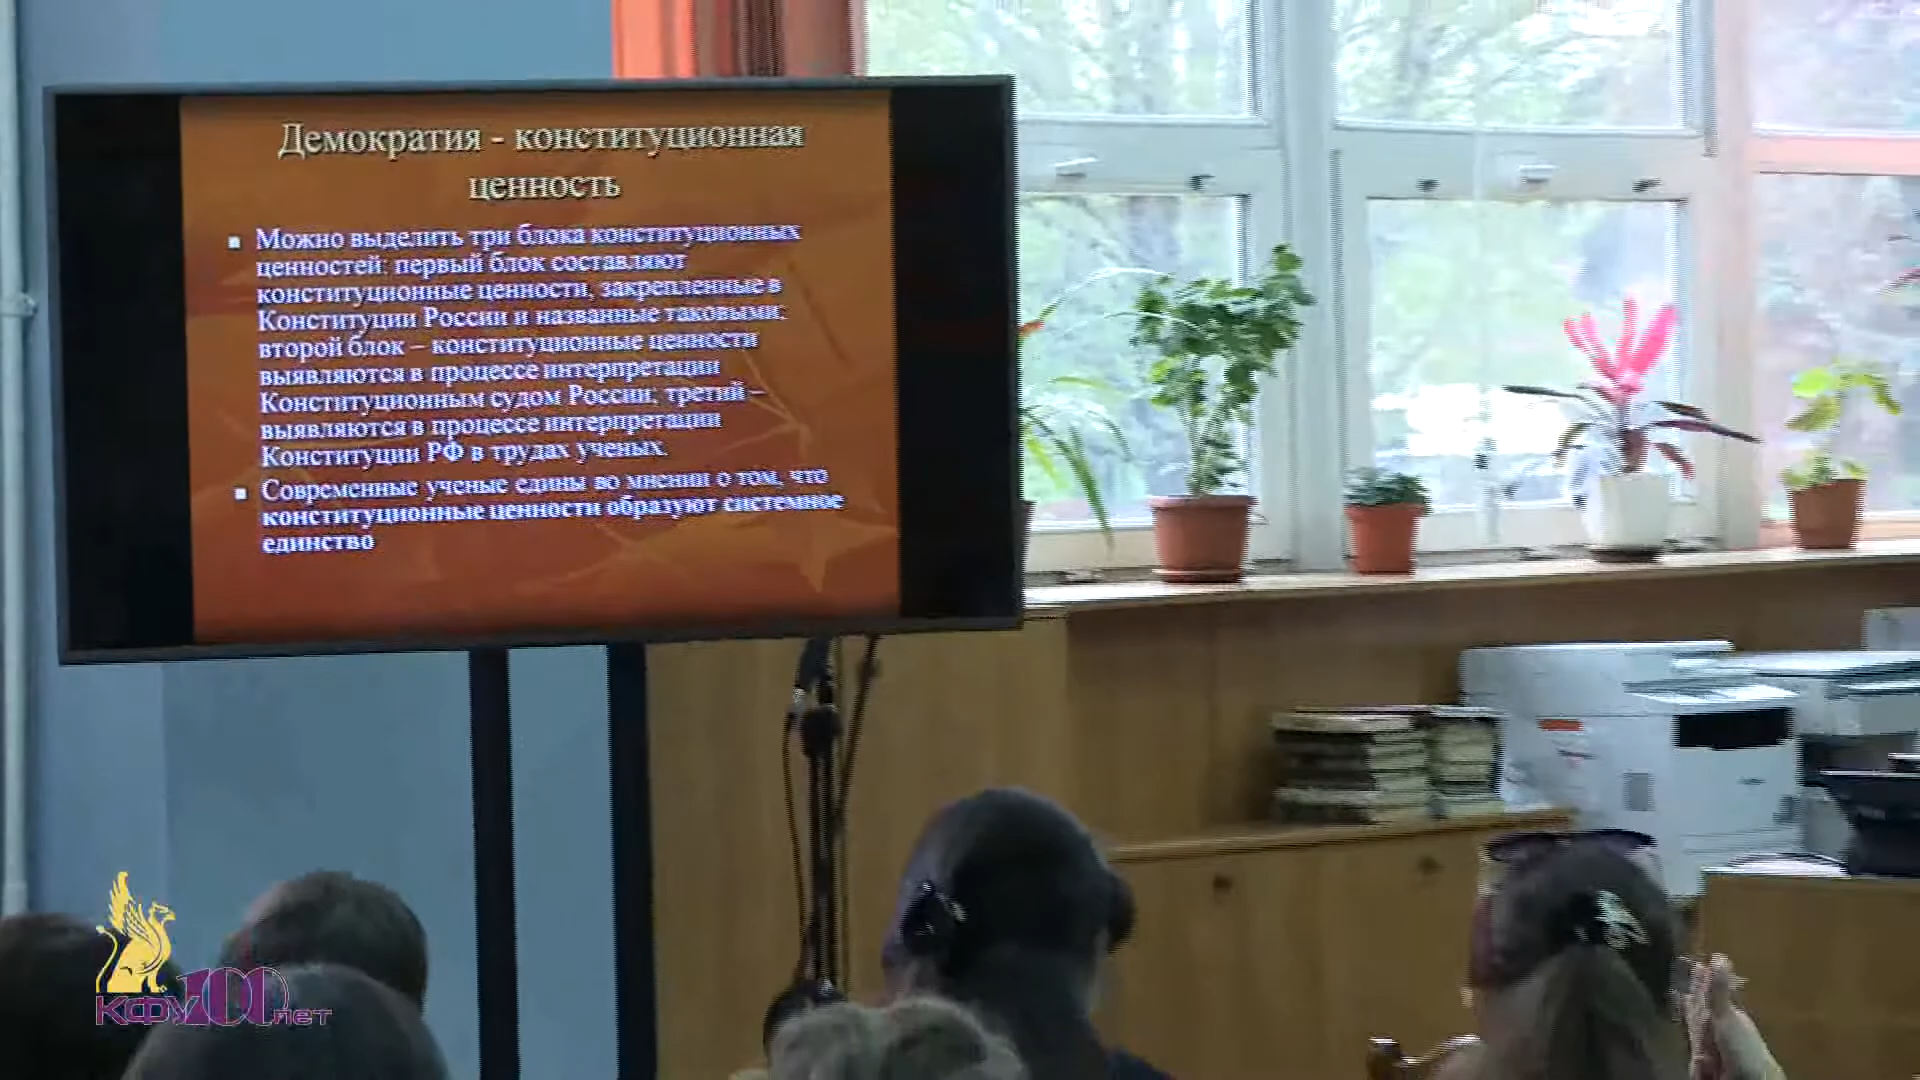 Демократия - конституционная
ценность
Можно выделить три блока конституционных
ценностей: первый блок составляют
конституционные ценности, закрепленные в
Конституции России и названные таковыми;
второй блок – конституционные ценности
выявляются в процессе интерпретации
Конституционным судом России; третий –
выявляются в процессе интерпретации
Конституции РФ в трудах ученых.
Современные ученые едины во мнении о том, что
конституционные ценности образуют системное
единство
КФУ 100 лет